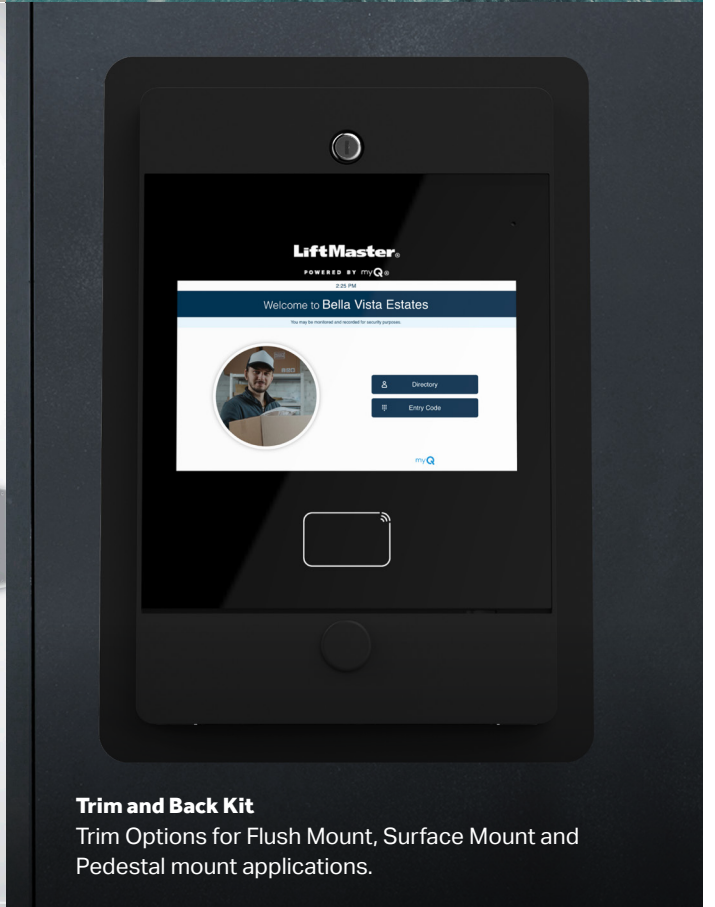 LiftMaster®
POWERED BY myQ®
2:25 PM
Welcome to Bella Vista Estates
You may be monitored and recorded for security purposes.
Directory
Entry Code
myQ
Trim and Back Kit
Trim Options for Flush Mount, Surface Mount and
Pedestal mount applications.